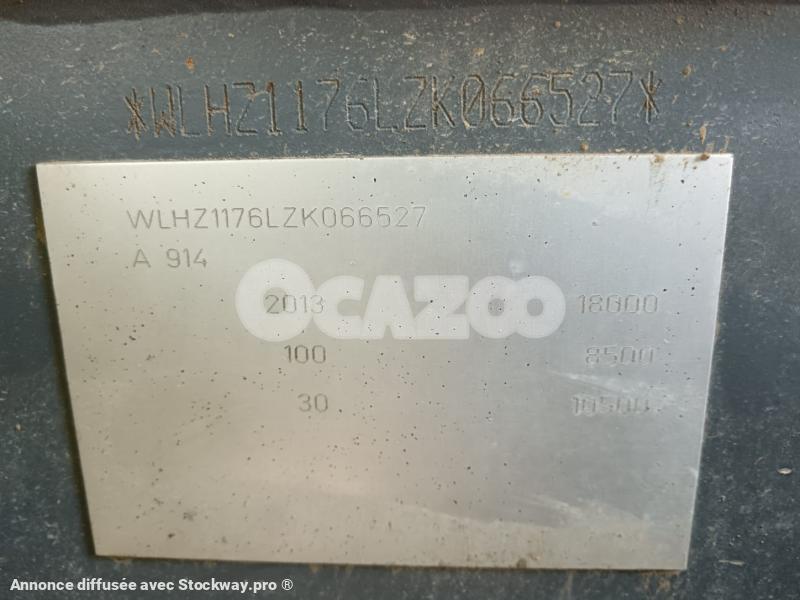 *WLHZ1176LZK066527*
WLHZ1176LZK066527
A 914
2013 18000
100 8500
30 10500
OCAZOO
Annonce diffusée avec Stockway.pro ®